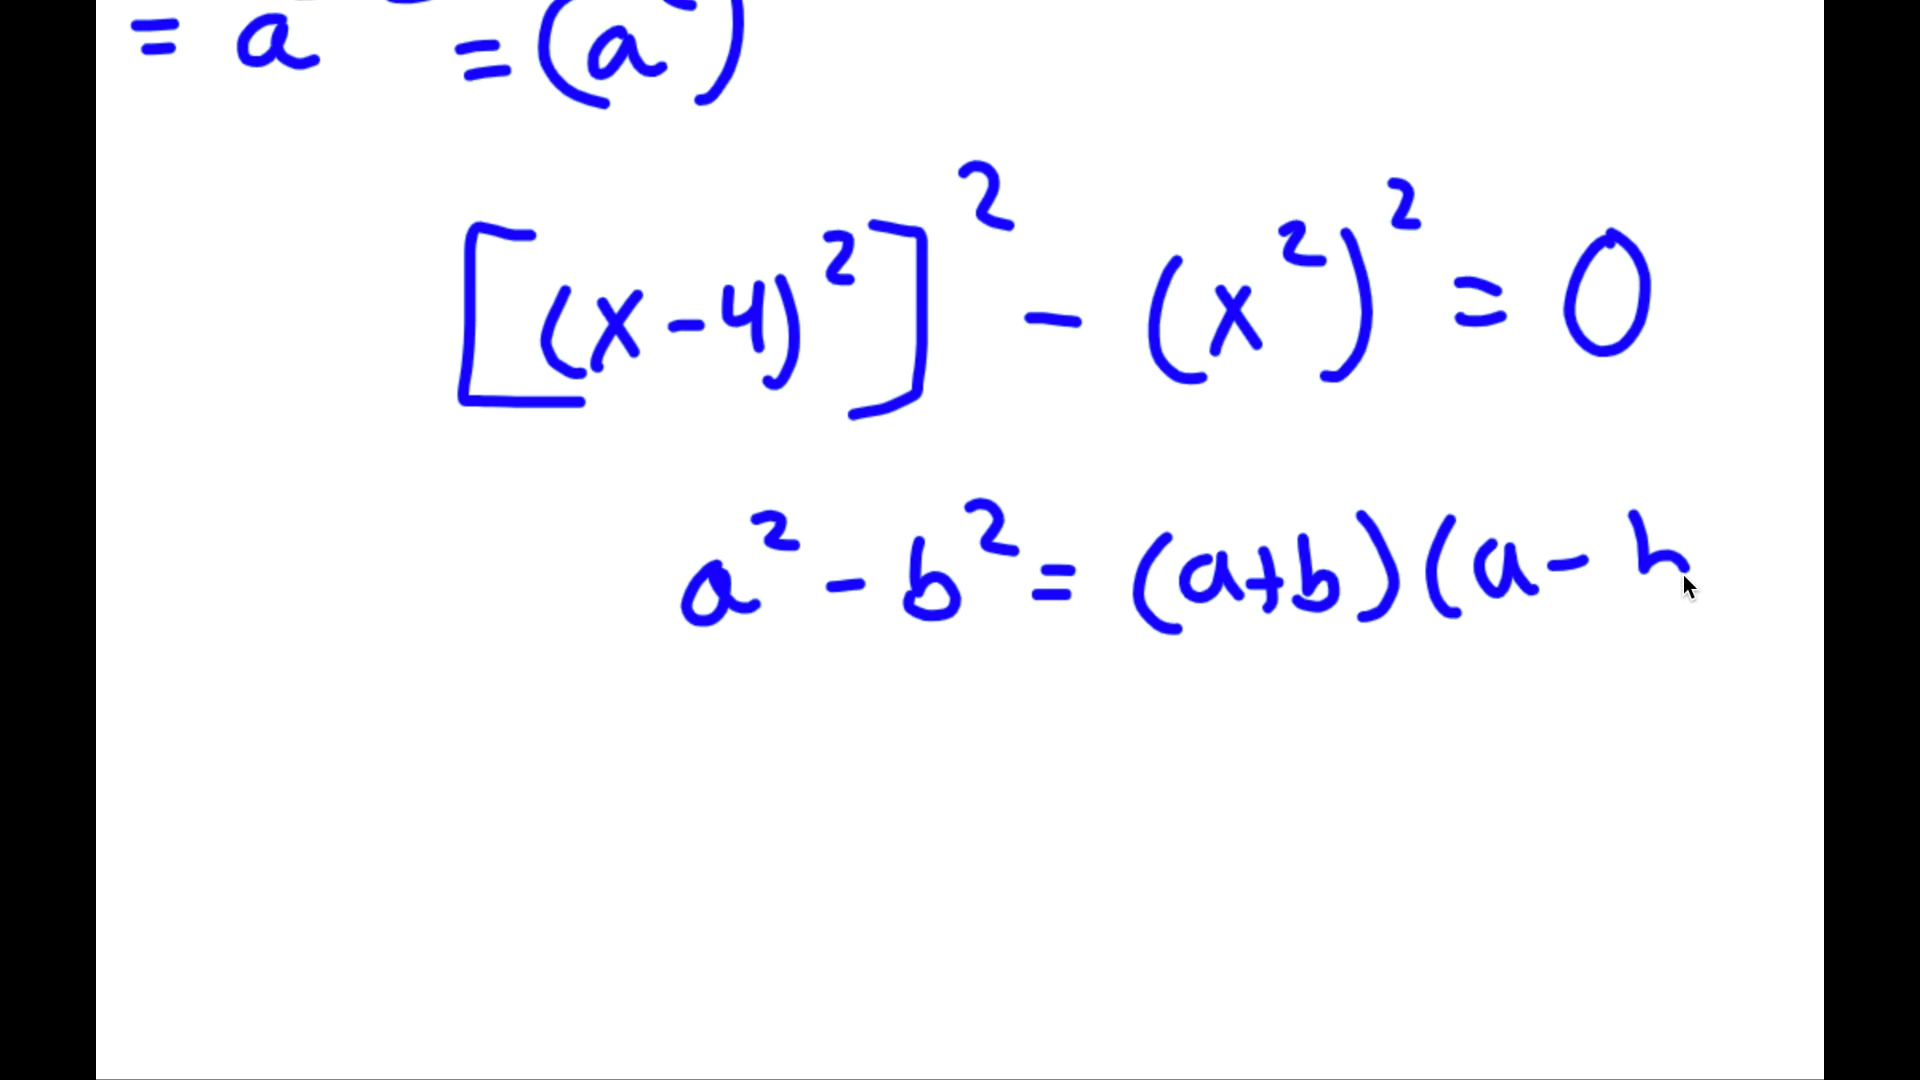 = a = (a )
[(x-4)²]² - (x²)² = 0
a² - b² = (a+b)(a-